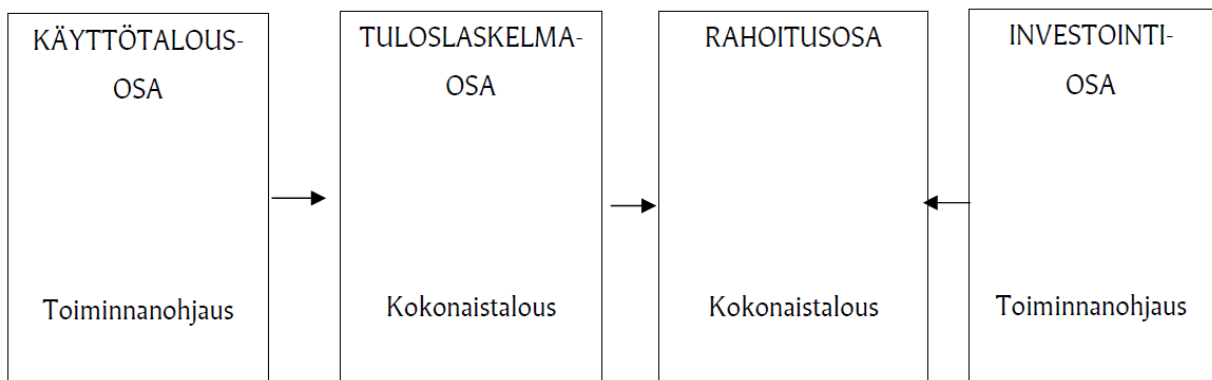 KÄYTTÖTALOUS-
OSA
Toiminnanohjaus
TULOSLASKELMA-
OSA
Kokonaistalous
RAHOITUSOSA
Kokonaistalous
INVESTOINTI-
OSA
Toiminnanohjaus